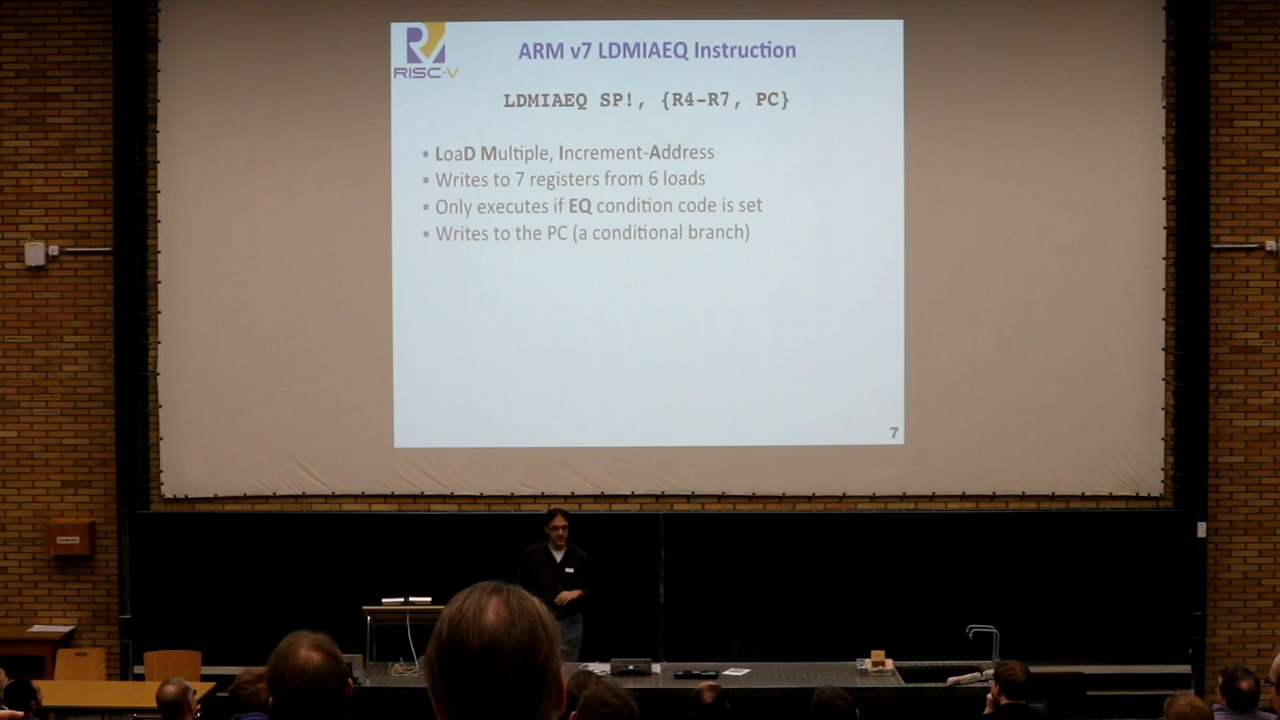 RISC-V
ARM v7 LDMIAEQ Instruction
LDMIAEQ SP!, {R4-R7, PC}
▪ LoaD Multiple, Increment-Address
▪ Writes to 7 registers from 6 loads
▪ Only executes if EQ condition code is set
▪ Writes to the PC (a conditional branch)
7